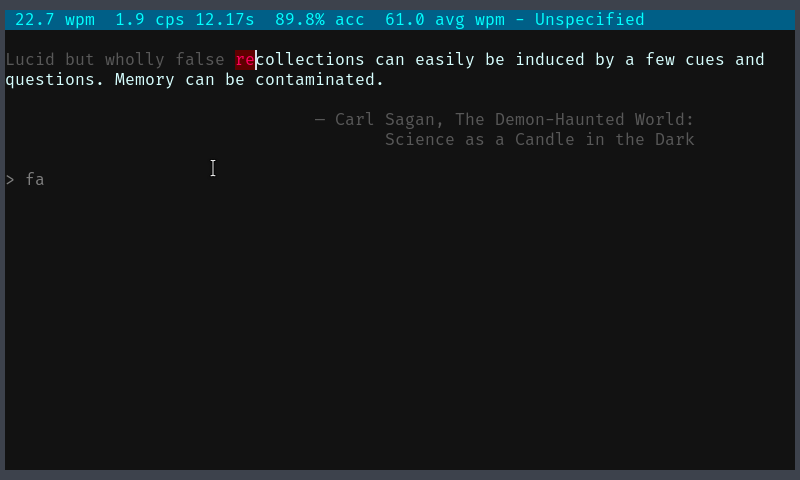 22.7 wpm  1.9 cps 12.17s  89.8% acc  61.0 avg wpm - Unspecified
Lucid but wholly false recollections can easily be induced by a few cues and
questions. Memory can be contaminated.
— Carl Sagan, The Demon-Haunted World:
Science as a Candle in the Dark
> fa